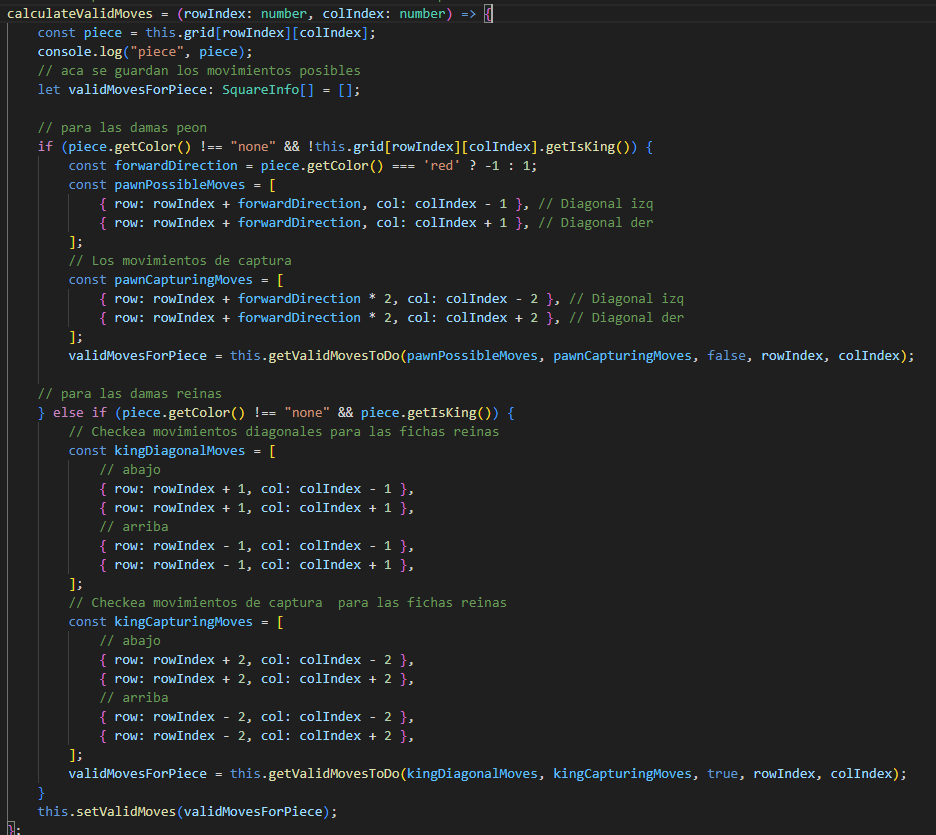 calculateValidMoves = (rowIndex: number, colIndex: number) => {
    const piece = this.grid[rowIndex][colIndex];
    console.log("piece", piece);
    // aca se guardan los movimientos posibles
    let validMovesForPiece: SquareInfo[] = [];

    // para las damas peon
    if (piece.getColor() !== "none" && !this.grid[rowIndex][colIndex].getIsKing()) {
        const forwardDirection = piece.getColor() === 'red' ? -1 : 1;
        const pawnPossibleMoves = [
            { row: rowIndex + forwardDirection, col: colIndex - 1 }, // Diagonal izq
            { row: rowIndex + forwardDirection, col: colIndex + 1 }, // Diagonal der
        ];
        // Los movimientos de captura
        const pawnCapturingMoves = [
            { row: rowIndex + forwardDirection * 2, col: colIndex - 2 }, // Diagonal izq
            { row: rowIndex + forwardDirection * 2, col: colIndex + 2 }, // Diagonal der
        ];
        validMovesForPiece = this.getValidMovesToDo(pawnPossibleMoves, pawnCapturingMoves, false, rowIndex, colIndex);

    // para las damas reinas
    } else if (piece.getColor() !== "none" && piece.getIsKing()) {
        // Checkea movimientos diagonales para las fichas reinas
        const kingDiagonalMoves = [
            // abajo
            { row: rowIndex + 1, col: colIndex - 1 },
            { row: rowIndex + 1, col: colIndex + 1 },
            // arriba
            { row: rowIndex - 1, col: colIndex - 1 },
            { row: rowIndex - 1, col: colIndex + 1 },
        ];
        // Checkea movimientos de captura  para las fichas reinas
        const kingCapturingMoves = [
            // abajo
            { row: rowIndex + 2, col: colIndex - 2 },
            { row: rowIndex + 2, col: colIndex + 2 },
            // arriba
            { row: rowIndex - 2, col: colIndex - 2 },
            { row: rowIndex - 2, col: colIndex + 2 },
        ];
        validMovesForPiece = this.getValidMovesToDo(kingDiagonalMoves, kingCapturingMoves, true, rowIndex, colIndex);
    }
    this.setValidMoves(validMovesForPiece);
};